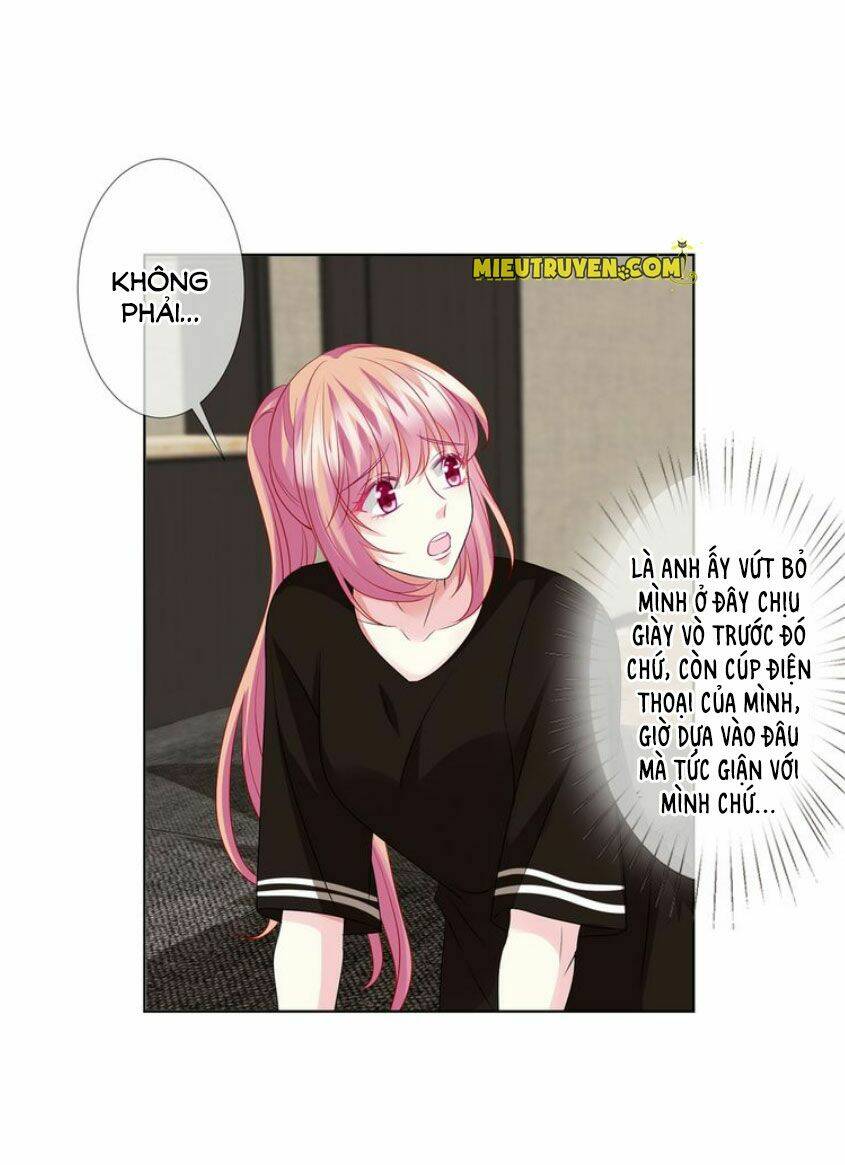 MIEUTRUYEN.COM
KHÔNG
PHẢI...
LÀ ANH ẤY VỨT BỎ
MÌNH Ở ĐÂY CHỊU
GIÀY VÒ TRƯỚC ĐÓ
CHỨ, CÒN CÚP ĐIỆN
THOẠI CỦA MÌNH,
GIỜ DỰA VÀO ĐÂU
MÀ TỨC GIẬN VỚI
MÌNH CHỨ...